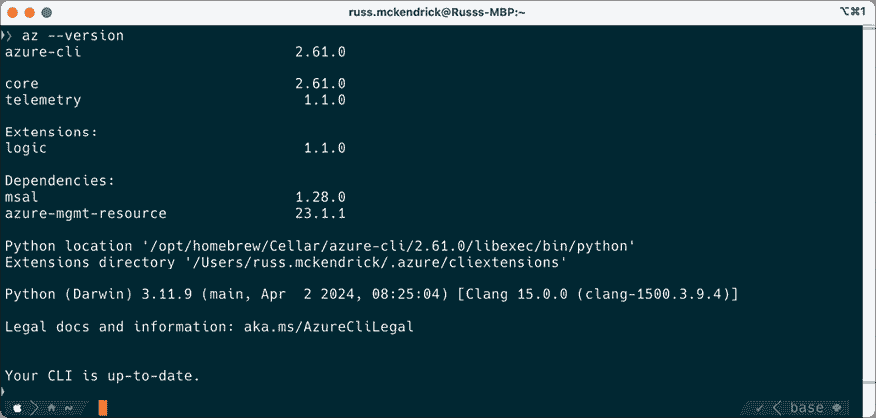 russ.mckendrick@Russs-MBP:~
⌥⌘1
❯ az --version
azure-cli                         2.61.0
core                              2.61.0
telemetry                          1.1.0
Extensions:
logic                              1.1.0
Dependencies:
msal                              1.28.0
azure-mgmt-resource               23.1.1
Python location '/opt/homebrew/Cellar/azure-cli/2.61.0/libexec/bin/python'
Extensions directory '/Users/russ.mckendrick/.azure/cliextensions'
Python (Darwin) 3.11.9 (main, Apr  2 2024, 08:25:04) [Clang 15.0.0 (clang-1500.3.9.4)]
Legal docs and information: aka.ms/AzureCliLegal
Your CLI is up-to-date.
~ base